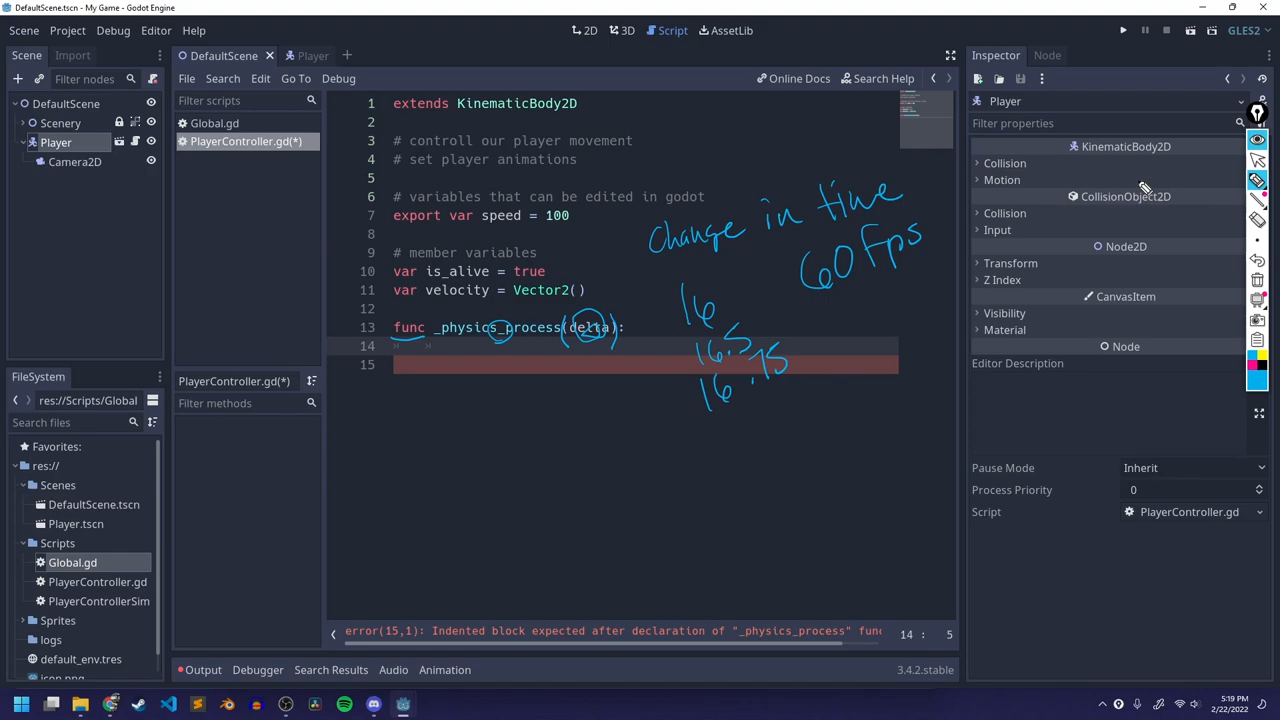 DefaultScene.tscn - My Game - Godot Engine
Scene Project Debug Editor Help
2D 3D Script AssetLib
GLES2
Scene Import
Filter nodes
DefaultScene
Scenery
Player
Camera2D
FileSystem
res://Scripts/Global
Search files
Favorites:
res://
Scenes
DefaultScene.tscn
Player.tscn
Scripts
Global.gd
PlayerController.gd
PlayerControllerSim
Sprites
logs
default_env.tres
icon.png
DefaultScene Player
File Search Edit Go To Debug
Online Docs Search Help
Filter scripts
Global.gd
PlayerController.gd(*)
PlayerController.gd(*)
Filter methods
1 extends KinematicBody2D
2
3 # controll our player movement
4 # set player animations
5
6 # variables that can be edited in godot
7 export var speed = 100
8
9 # member variables
10 var is_alive = true
11 var velocity = Vector2()
12
13 func _physics_process(delta):
14
15
change in time
60 Fps
16
16.5
16.75
error(15,1): Indented block expected after declaration of "_physics_process" func
14 : 5
Output Debugger Search Results Audio Animation
3.4.2.stable
Inspector Node
Player
Filter properties
KinematicBody2D
Collision
Motion
CollisionObject2D
Collision
Input
Node2D
Transform
Z Index
CanvasItem
Visibility
Material
Node
Editor Description
Pause Mode Inherit
Process Priority 0
Script PlayerController.gd
5:19 PM
2/22/2022